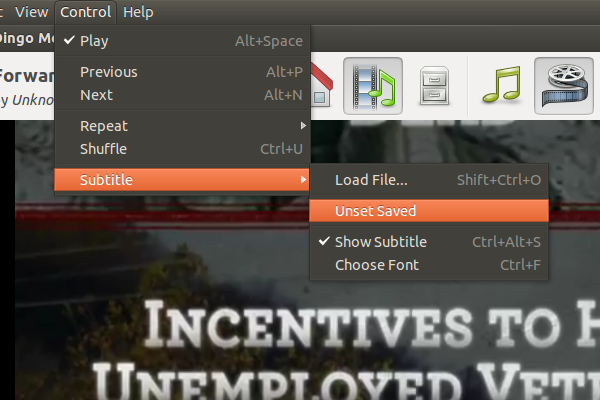 View Control Help
Dingo Me
Play Alt+Space
Forwar
Previous Alt+P
y Unkno
Next Alt+N
Repeat
Shuffle Ctrl+U
Subtitle
Load File... Shift+Ctrl+O
Unset Saved
Show Subtitle Ctrl+Alt+S
Choose Font Ctrl+F
INCENTIVES TO H
UNEMPLOYED VET